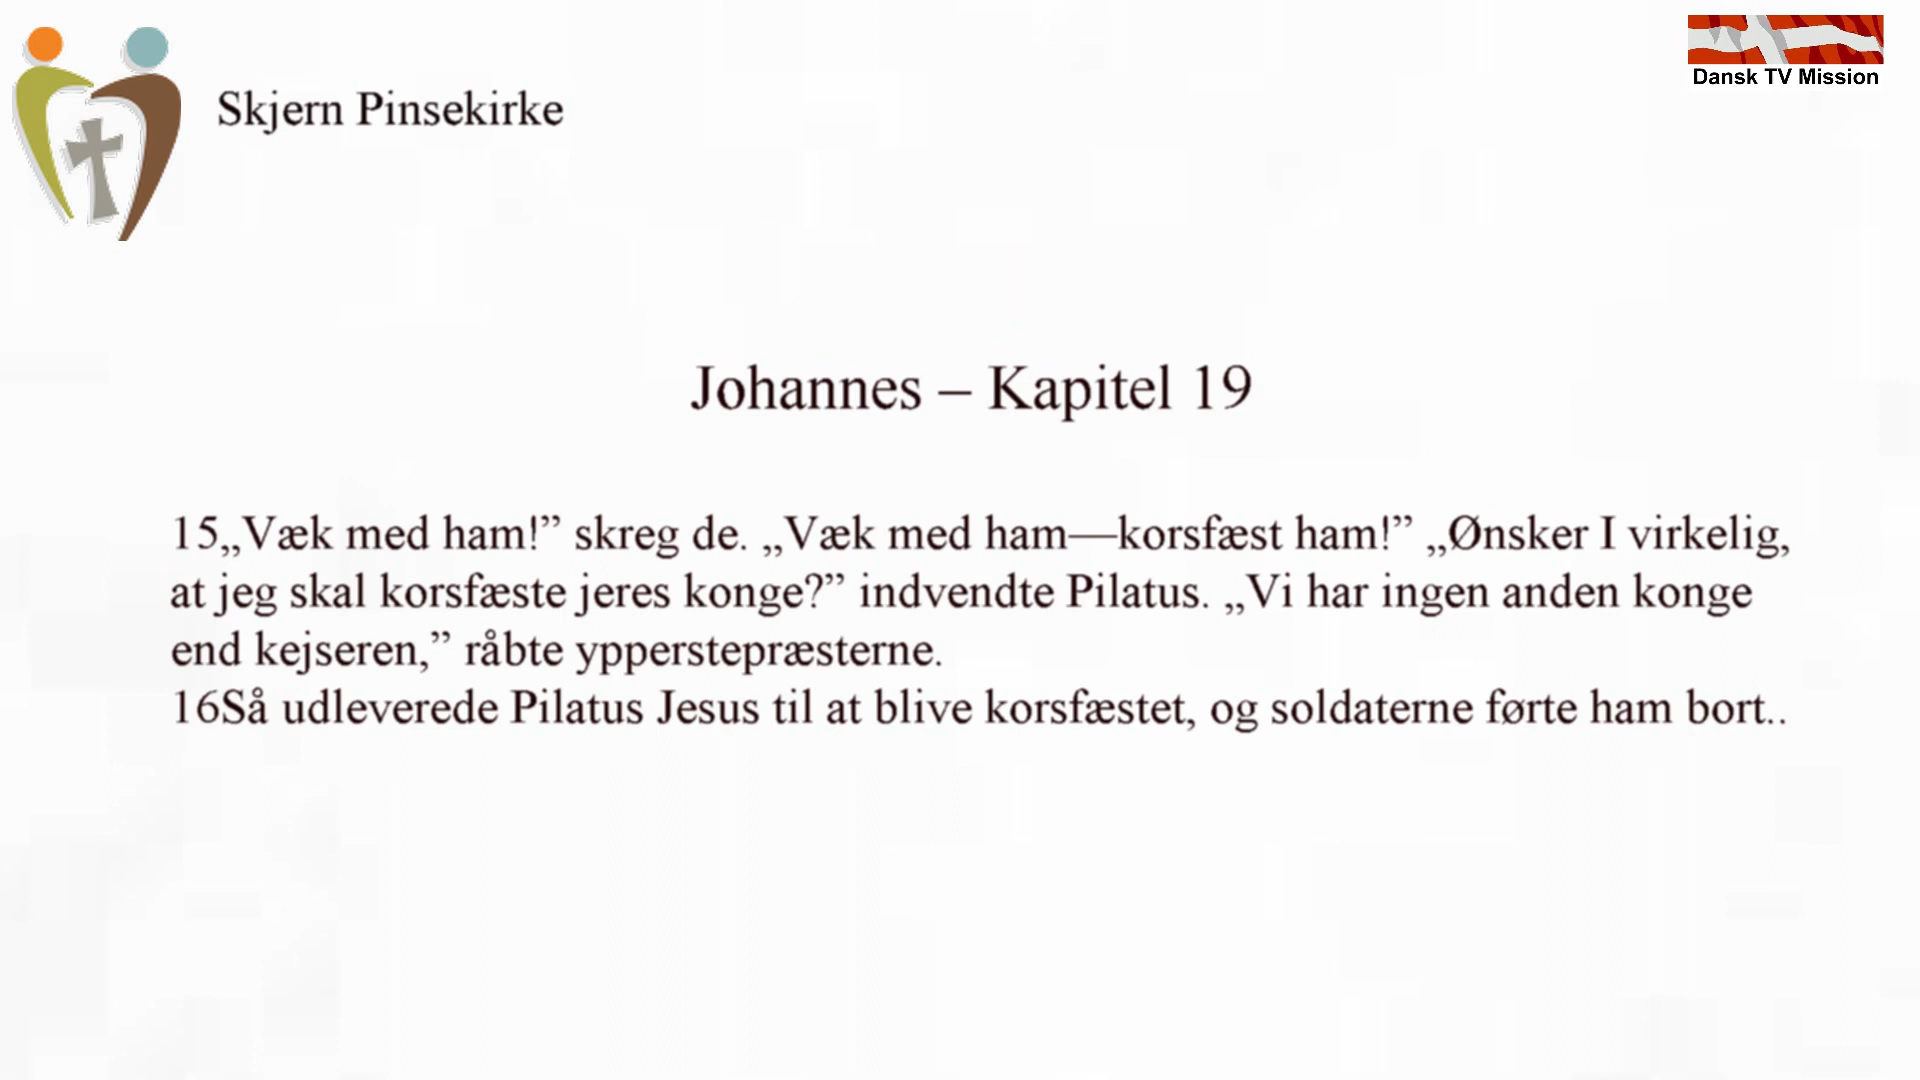 Skjern Pinsekirke
Dansk TV Mission
Johannes – Kapitel 19
15„Væk med ham!” skreg de. „Væk med ham—korsfæst ham!” „Ønsker I virkelig,
at jeg skal korsfæste jeres konge?” indvendte Pilatus. „Vi har ingen anden konge
end kejseren,” råbte ypperstepræsterne.
16Så udleverede Pilatus Jesus til at blive korsfæstet, og soldaterne førte ham bort..